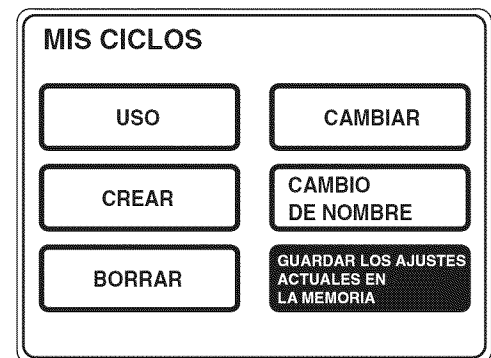 MIS CICLOS
USO
CAMBIAR
CREAR
CAMBIO
DE NOMBRE
BORRAR
GUARDAR LOS AJUSTES
ACTUALES EN
LA MEMORIA